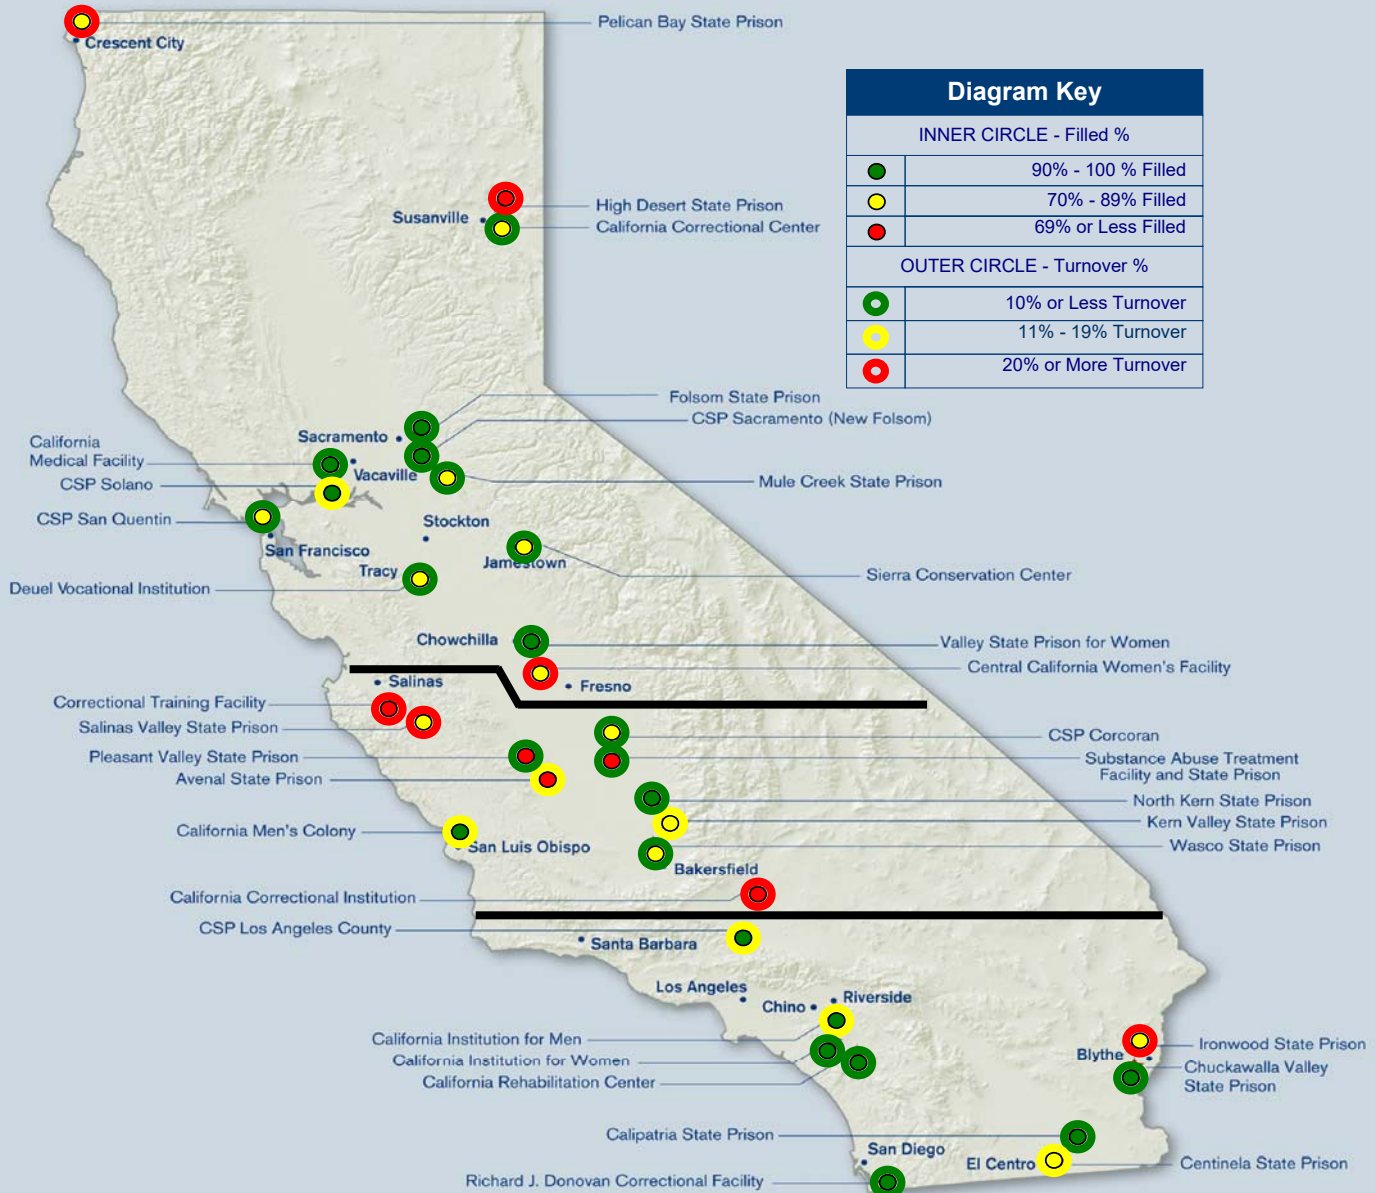 Pelican Bay State Prison
Crescent City
Diagram Key
INNER CIRCLE - Filled %
90% - 100 % Filled
70% - 89% Filled
69% or Less Filled
OUTER CIRCLE - Turnover %
10% or Less Turnover
11% - 19% Turnover
20% or More Turnover
High Desert State Prison
Susanville
California Correctional Center
Folsom State Prison
CSP Sacramento (New Folsom)
Sacramento
California
Medical Facility
Vacaville
CSP Solano
Mule Creek State Prison
CSP San Quentin
Stockton
San Francisco
Jamestown
Tracy
Sierra Conservation Center
Deuel Vocational Institution
Chowchilla
Valley State Prison for Women
Central California Women's Facility
Salinas
Fresno
Correctional Training Facility
Salinas Valley State Prison
CSP Corcoran
Pleasant Valley State Prison
Substance Abuse Treatment
Facility and State Prison
Avenal State Prison
North Kern State Prison
Kern Valley State Prison
California Men's Colony
San Luis Obispo
Wasco State Prison
Bakersfield
California Correctional Institution
CSP Los Angeles County
Santa Barbara
Los Angeles
Chino
Riverside
California Institution for Men
California Institution for Women
California Rehabilitation Center
Ironwood State Prison
Blythe
Chuckawalla Valley
State Prison
Calipatria State Prison
San Diego
El Centro
Centinela State Prison
Richard J. Donovan Correctional Facility